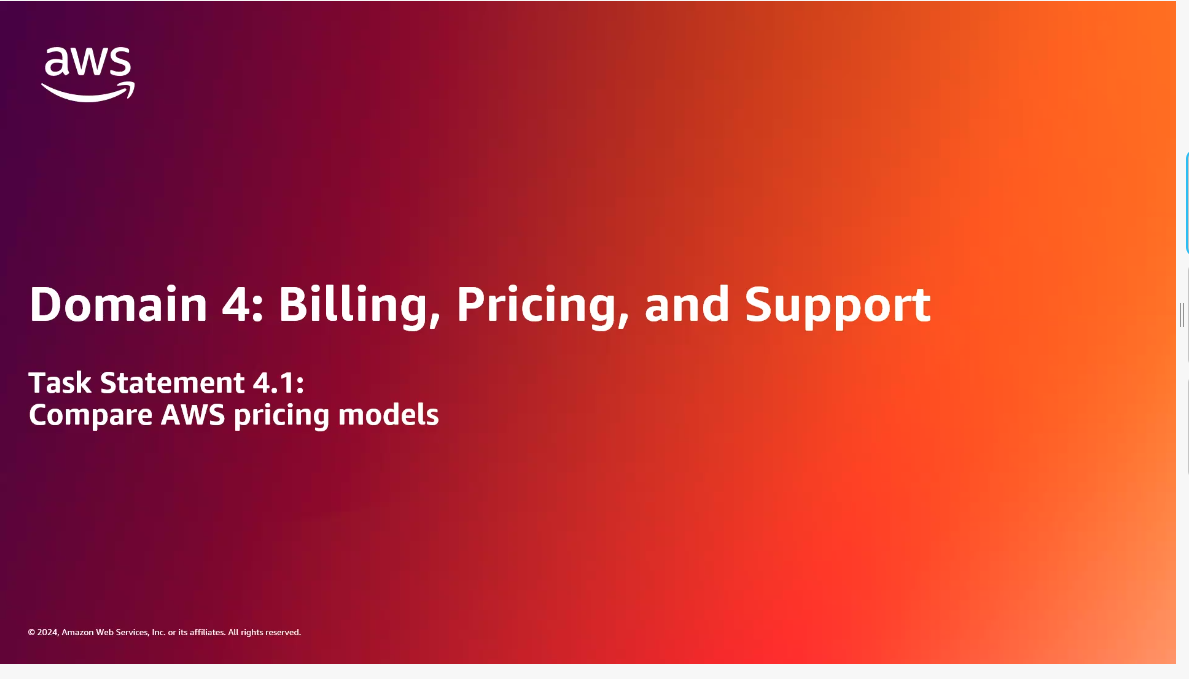 aws
Domain 4: Billing, Pricing, and Support
Task Statement 4.1:
Compare AWS pricing models
© 2024, Amazon Web Services, Inc. or its affiliates. All rights reserved.